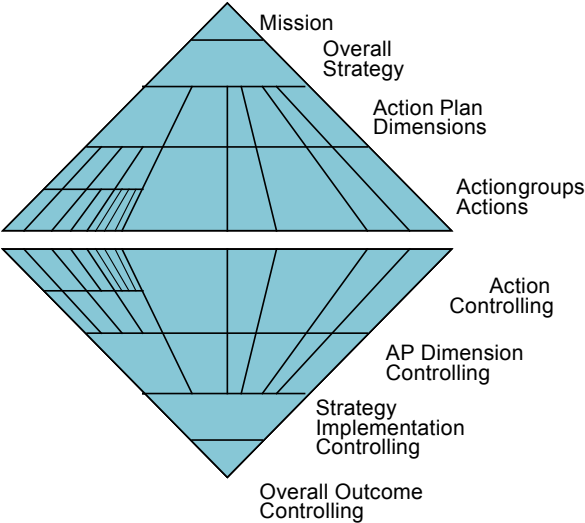 Mission
Overall
Strategy
Action Plan
Dimensions
Actiongroups
Actions
Action
Controlling
AP Dimension
Controlling
Strategy
Implementation
Controlling
Overall Outcome
Controlling